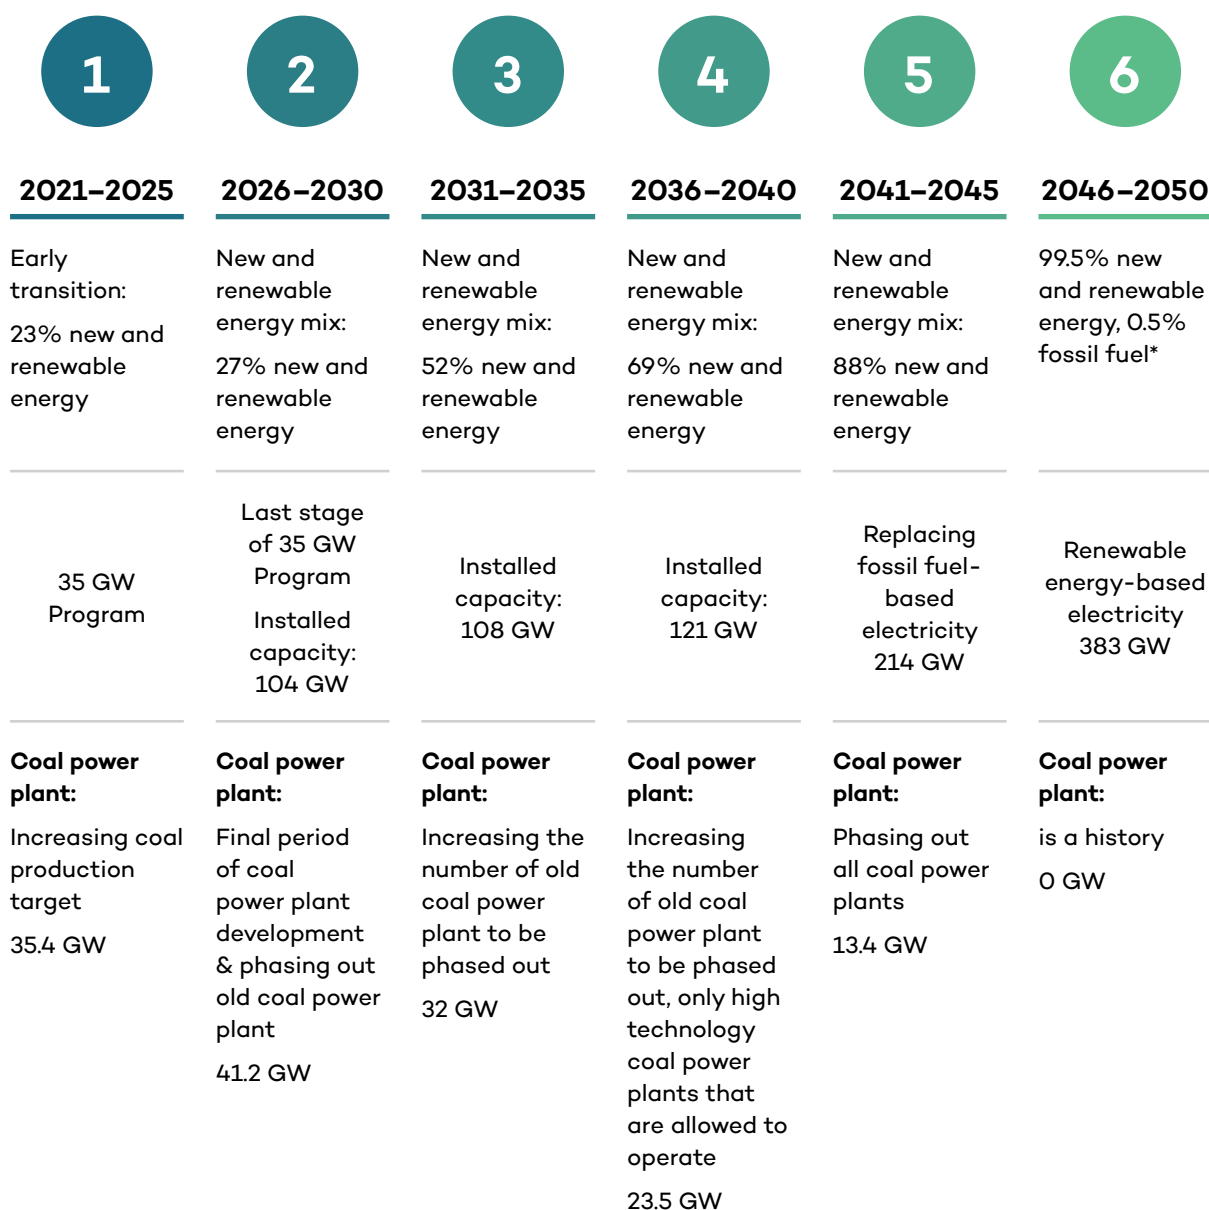 1
2021–2025
Early
transition:
23% new and
renewable
energy
35 GW
Program
Coal power
plant:
Increasing coal
production
target
35.4 GW
2
2026–2030
New and
renewable
energy mix:
27% new and
renewable
energy
Last stage
of 35 GW
Program
Installed
capacity:
104 GW
Coal power
plant:
Final period
of coal
power plant
development
& phasing out
old coal power
plant
41.2 GW
3
2031–2035
New and
renewable
energy mix:
52% new and
renewable
energy
Installed
capacity:
108 GW
Coal power
plant:
Increasing the
number of old
coal power
plant to be
phased out
32 GW
4
2036–2040
New and
renewable
energy mix:
69% new and
renewable
energy
Installed
capacity:
121 GW
Coal power
plant:
Increasing
the number
of old coal
power plant
to be phased
out, only high
technology
coal power
plants that
are allowed to
operate
23.5 GW
5
2041–2045
New and
renewable
energy mix:
88% new and
renewable
energy
Replacing
fossil fuel-
based
electricity
214 GW
Coal power
plant:
Phasing out
all coal power
plants
13.4 GW
6
2046–2050
99.5% new
and renewable
energy, 0.5%
fossil fuel*
Renewable
energy-based
electricity
383 GW
Coal power
plant:
is a history
0 GW